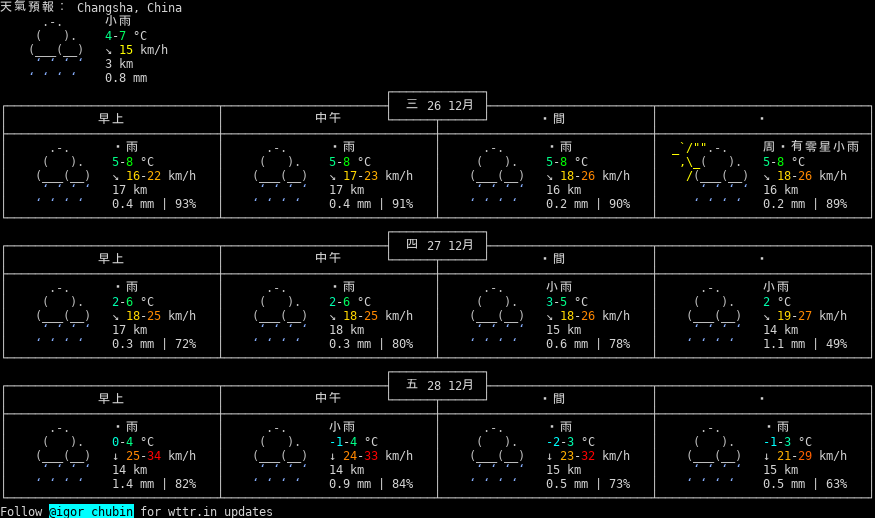 天氣預報： Changsha, China
小雨
4-7 °C
↘ 15 km/h
3 km
0.8 mm
三 26 12月
早上 中午 ・間 ・
・雨 ・雨 ・雨 周・有零星小雨
5-8 °C 5-8 °C 5-8 °C 5-8 °C
↘ 16-22 km/h ↘ 17-23 km/h ↘ 18-26 km/h ↘ 18-26 km/h
17 km 17 km 16 km 16 km
0.4 mm | 93% 0.4 mm | 91% 0.2 mm | 90% 0.2 mm | 89%
四 27 12月
早上 中午 ・間 ・
・雨 ・雨 小雨 小雨
2-6 °C 2-6 °C 3-5 °C 2 °C
↘ 18-25 km/h ↘ 18-25 km/h ↘ 18-26 km/h ↘ 19-27 km/h
17 km 18 km 15 km 14 km
0.3 mm | 72% 0.3 mm | 80% 0.6 mm | 78% 1.1 mm | 49%
五 28 12月
早上 中午 ・間 ・
・雨 小雨 ・雨 ・雨
0-4 °C -1-4 °C -2-3 °C -1-3 °C
↓ 25-34 km/h ↓ 24-33 km/h ↓ 23-32 km/h ↓ 21-29 km/h
14 km 14 km 15 km 15 km
1.4 mm | 82% 0.9 mm | 84% 0.5 mm | 73% 0.5 mm | 63%
Follow @igor_chubin for wttr.in updates